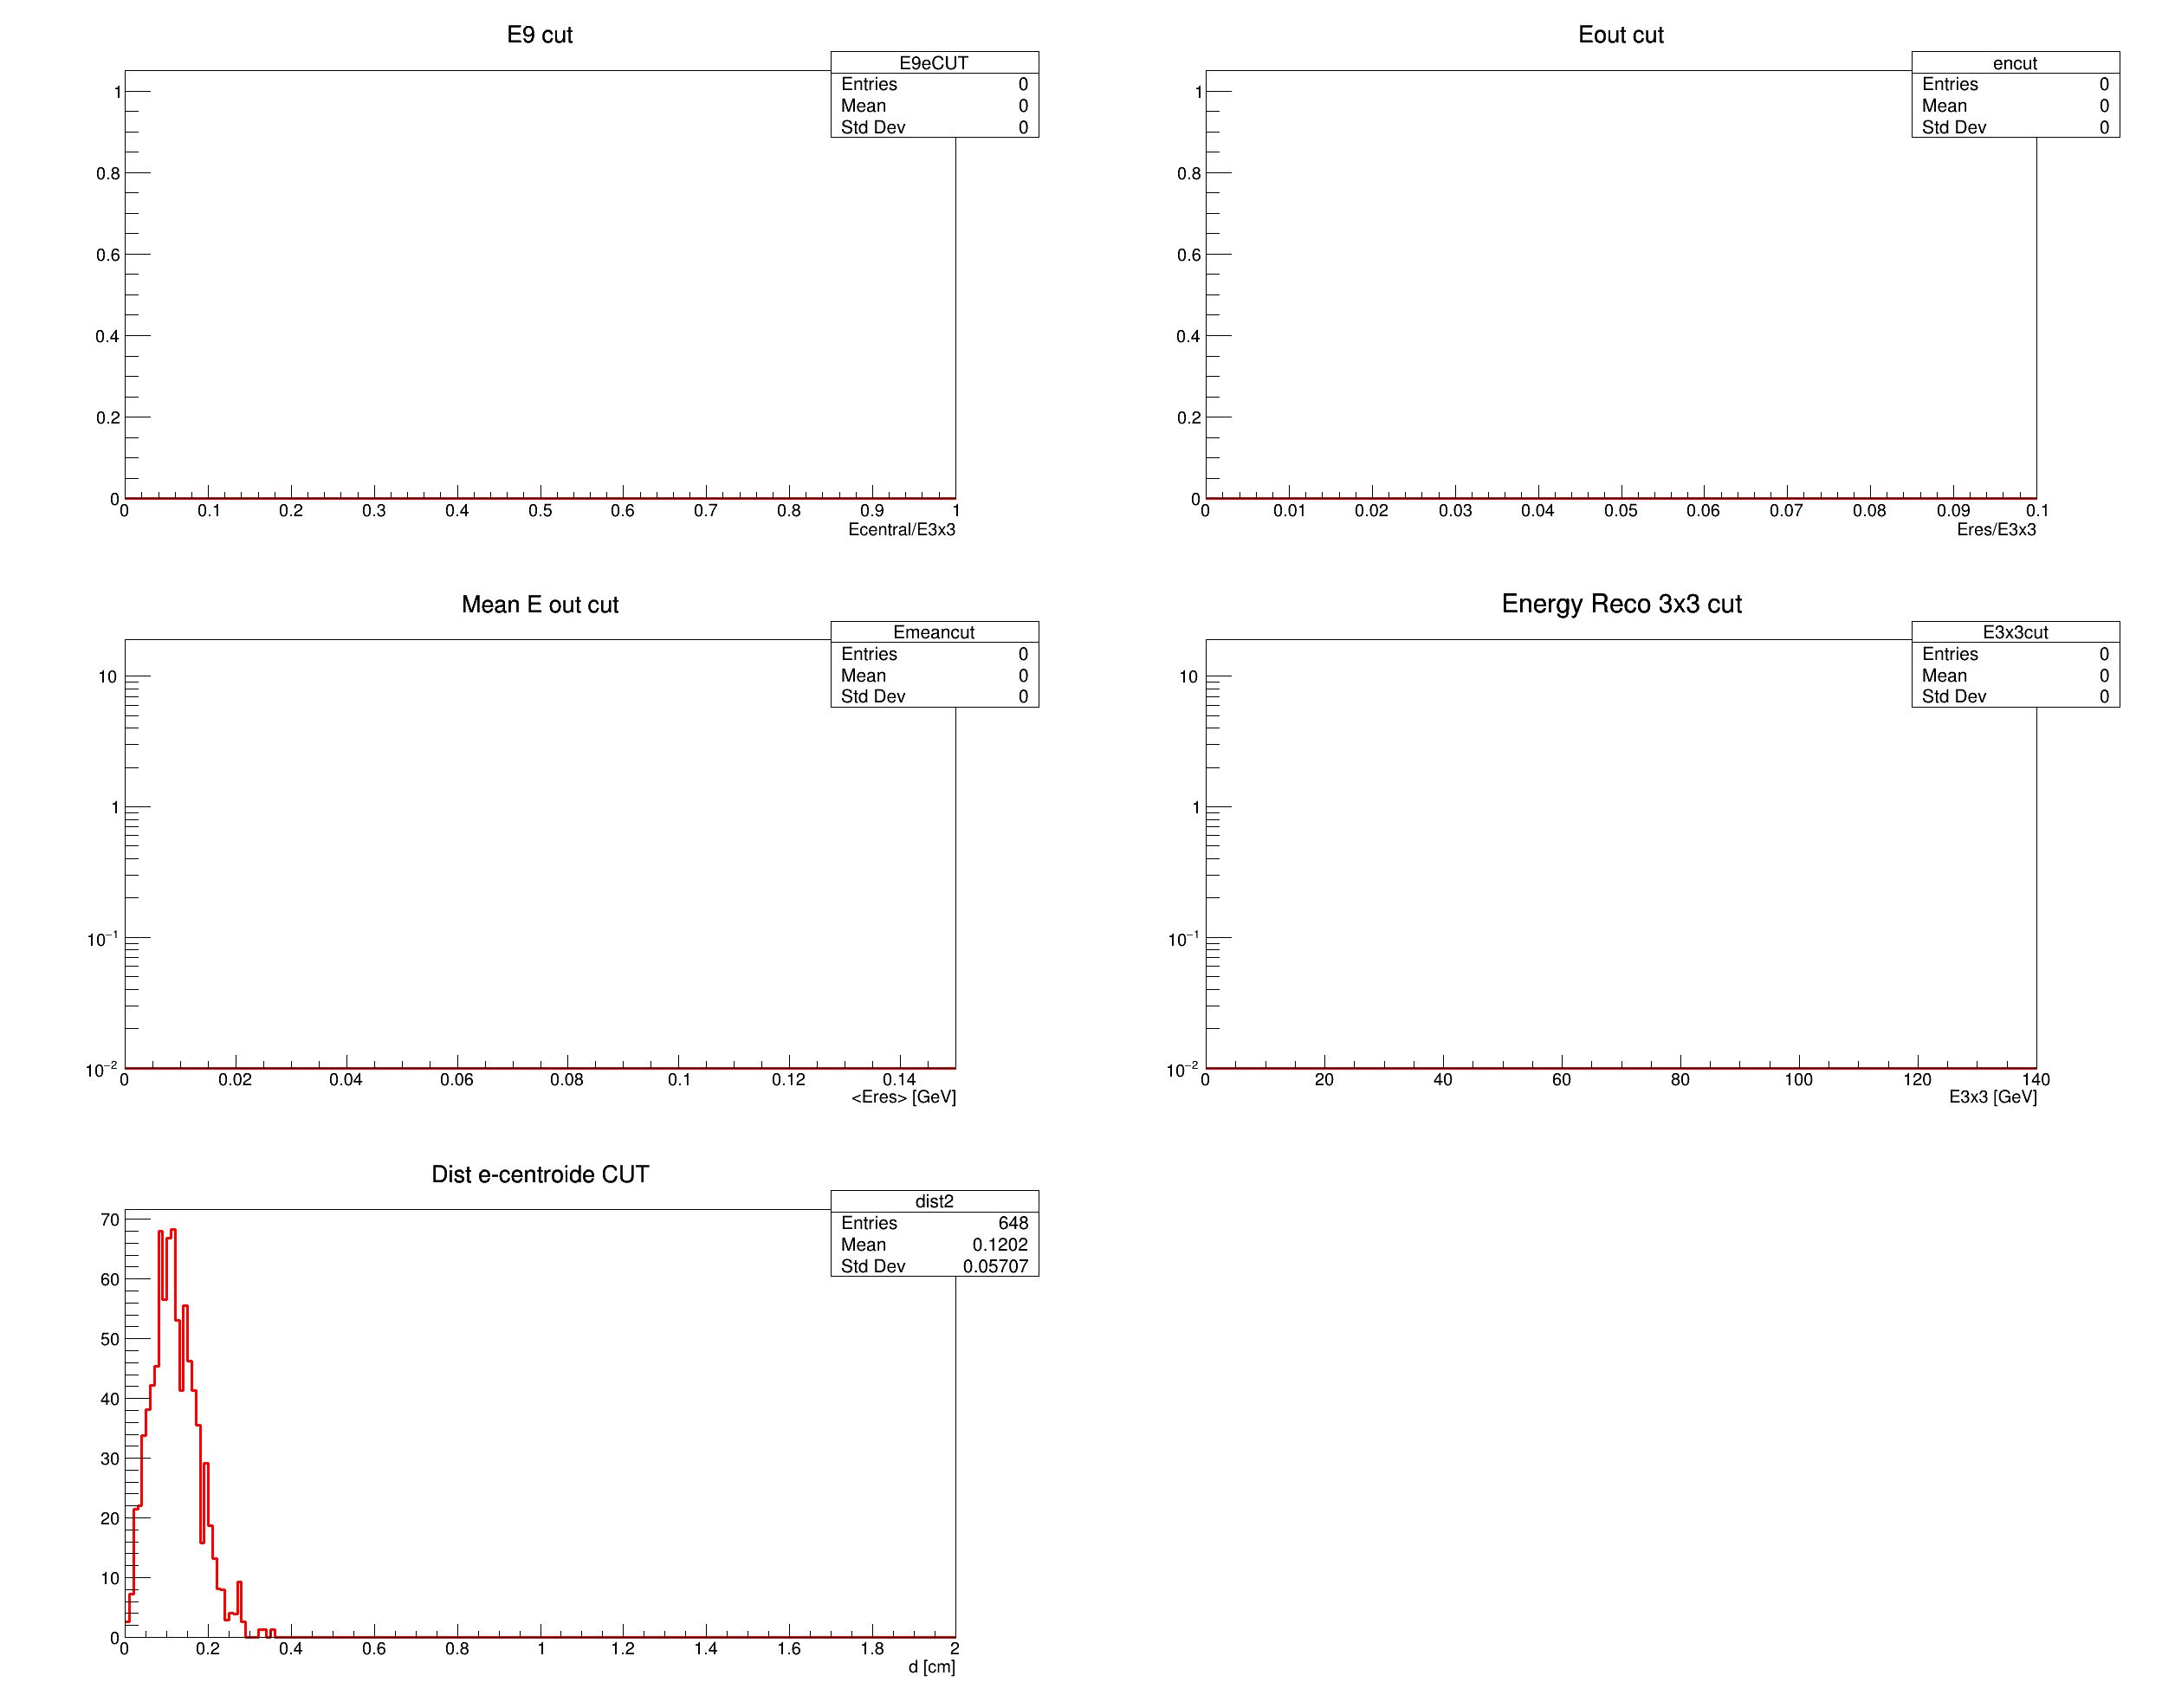 E9 cut
E9eCUT
Entries 0
Mean 0
Std Dev 0
1
0.8
0.6
0.4
0.2
0
0 0.1 0.2 0.3 0.4 0.5 0.6 0.7 0.8 0.9 1
Ecentral/E3x3
Eout cut
encut
Entries 0
Mean 0
Std Dev 0
1
0.8
0.6
0.4
0.2
0
0 0.01 0.02 0.03 0.04 0.05 0.06 0.07 0.08 0.09 0.1
Eres/E3x3
Mean E out cut
Emeancut
Entries 0
Mean 0
Std Dev 0
10
1
10⁻¹
10⁻²
0 0.02 0.04 0.06 0.08 0.1 0.12 0.14
<Eres> [GeV]
Energy Reco 3x3 cut
E3x3cut
Entries 0
Mean 0
Std Dev 0
10
1
10⁻¹
10⁻²
0 20 40 60 80 100 120 140
E3x3 [GeV]
Dist e-centroide CUT
dist2
Entries 648
Mean 0.1202
Std Dev 0.05707
70
60
50
40
30
20
10
0
0 0.2 0.4 0.6 0.8 1 1.2 1.4 1.6 1.8 2
d [cm]